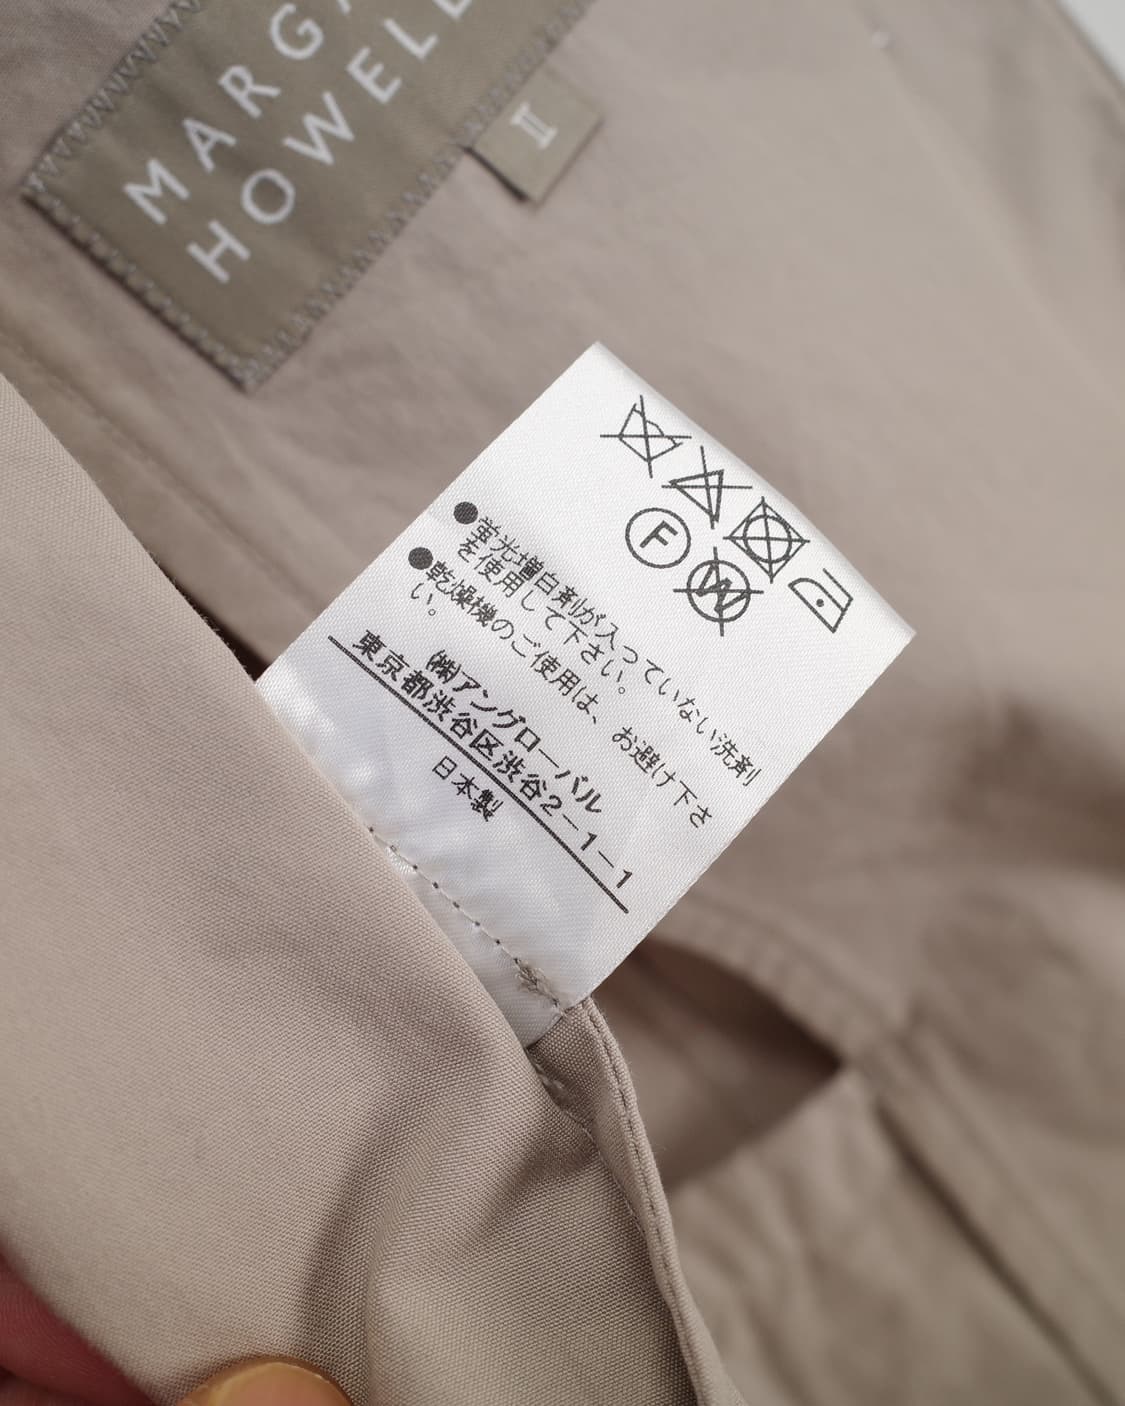 MARGA
HOWELL
II
F
W
●蛍光増白剤が入っていない洗剤
を使用して下さい。
●乾燥機のご使用は、お避け下さ
い。
㈱アングローバル
東京都渋谷区渋谷2-1-1
日本製